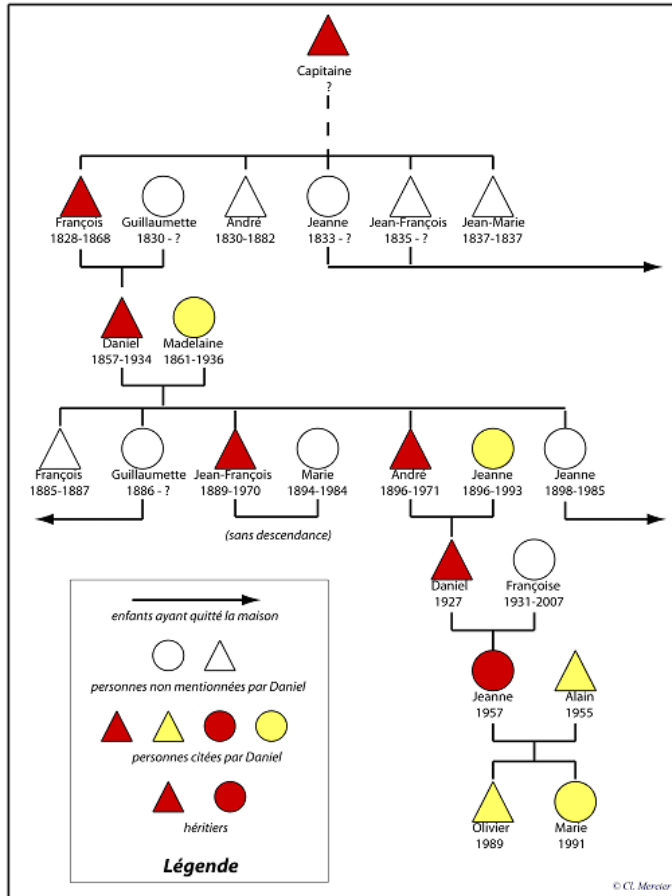 Capitaine
?
François Guillaumette André Jeanne Jean-François Jean-Marie
1828-1868 1830 - ? 1830-1882 1833 - ? 1835 - ? 1837-1837
Daniel Madelaine
1857-1934 1861-1936
François Guillaumette Jean-François Marie André Jeanne Jeanne
1885-1887 1886 - ? 1889-1970 1894-1984 1896-1971 1896-1993 1898-1985
(sans descendance)
Daniel Françoise
1927 1931-2007
Jeanne Alain
1957 1955
Olivier Marie
1989 1991
enfants ayant quitté la maison
personnes non mentionnées par Daniel
personnes citées par Daniel
héritiers
Légende
© Cl. Mercier